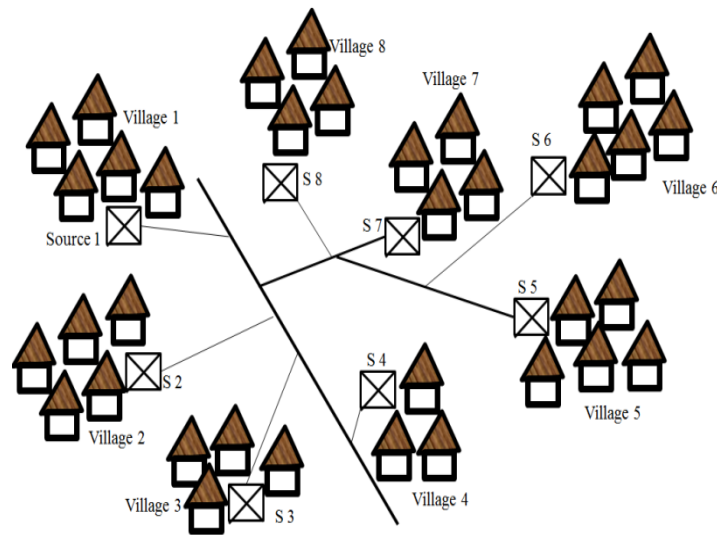 Village 8
Village 7
Village 1
S 6
S 8
Village 6
Source 1
S 7
S 5
S 4
S 2
Village 5
Village 2
Village 3
S 3
Village 4